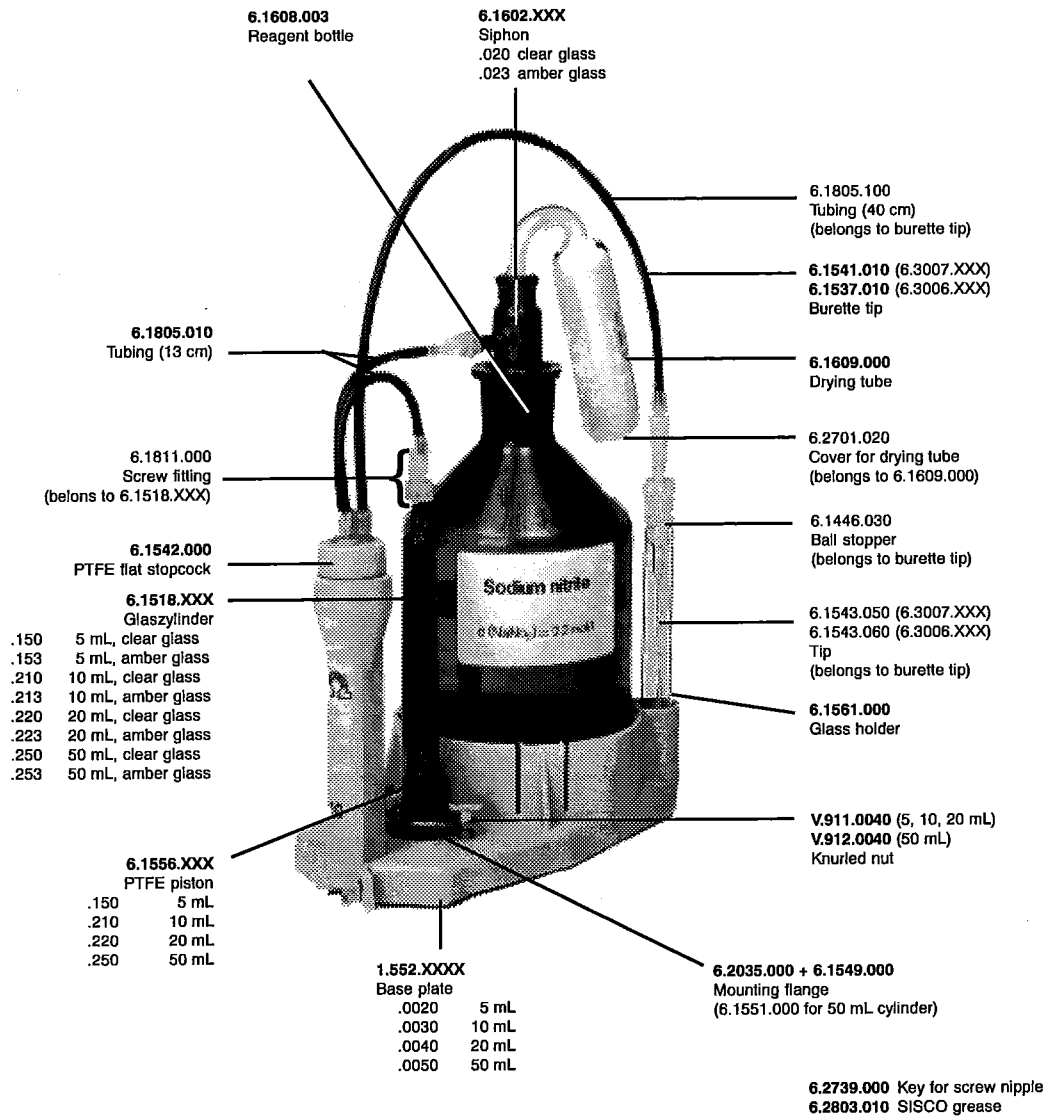 6.1608.003
Reagent bottle
6.1602.XXX
Siphon
.020 clear glass
.023 amber glass
6.1805.100
Tubing (40 cm)
(belongs to burette tip)
6.1541.010 (6.3007.XXX)
6.1537.010 (6.3006.XXX)
Burette tip
6.1805.010
Tubing (13 cm)
6.1609.000
Drying tube
6.2701.020
Cover for drying tube
(belongs to 6.1609.000)
6.1811.000
Screw fitting
(belons to 6.1518.XXX)
6.1446.030
Ball stopper
(belongs to burette tip)
6.1542.000
PTFE flat stopcock
Sodium nitrite
6.1518.XXX
Glaszylinder
.150 5 mL, clear glass
.153 5 mL, amber glass
.210 10 mL, clear glass
.213 10 mL, amber glass
.220 20 mL, clear glass
.223 20 mL, amber glass
.250 50 mL, clear glass
.253 50 mL, amber glass
6.1543.050 (6.3007.XXX)
6.1543.060 (6.3006.XXX)
Tip
(belongs to burette tip)
6.1561.000
Glass holder
V.911.0040 (5, 10, 20 mL)
V.912.0040 (50 mL)
Knurled nut
6.1556.XXX
PTFE piston
.150 5 mL
.210 10 mL
.220 20 mL
.250 50 mL
1.552.XXXX
Base plate
.0020 5 mL
.0030 10 mL
.0040 20 mL
.0050 50 mL
6.2035.000 + 6.1549.000
Mounting flange
(6.1551.000 for 50 mL cylinder)
6.2739.000 Key for screw nipple
6.2803.010 SISCO grease